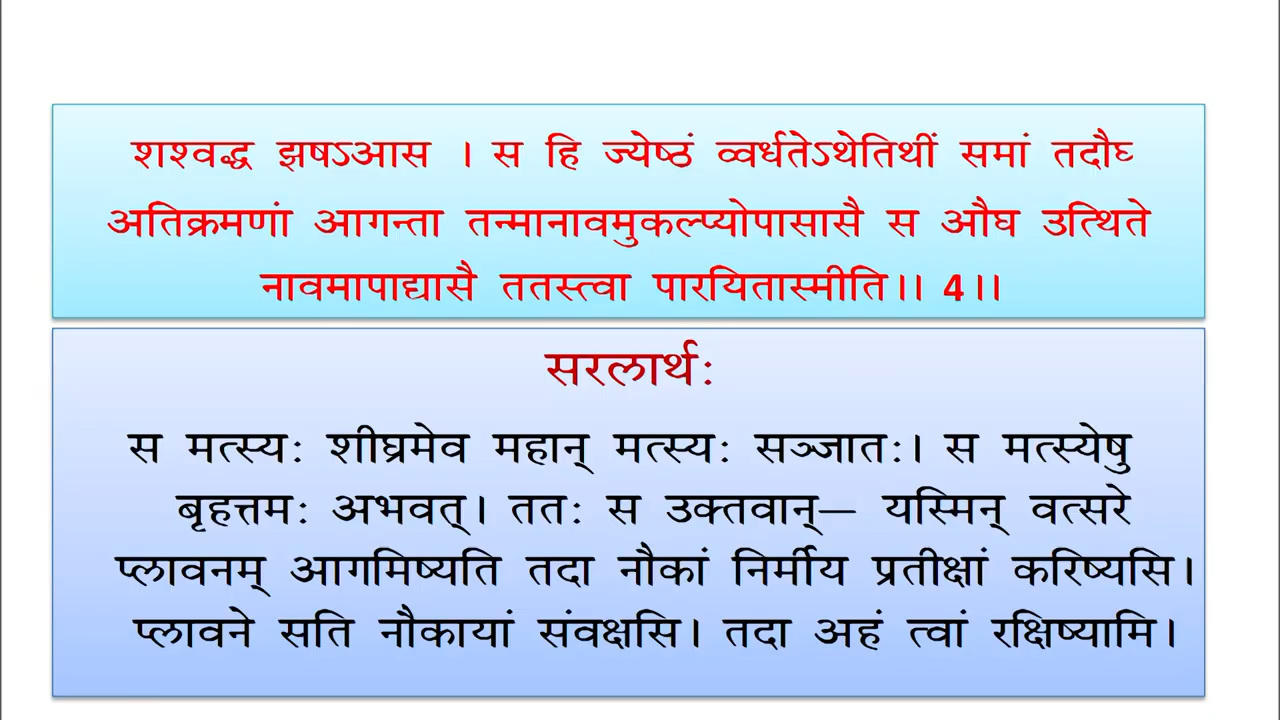 शश्वद्ध झषऽआस । स हि ज्येष्ठं व्वर्धतेऽथेतिथीं समां तदौघ
अतिक्रमणां आगन्ता तन्मानावमुकल्प्योपासासै स औघ उत्थिते
नावमापाद्यासै ततस्त्वा पारयितास्मीति।। 4।।
सरलार्थः
स मत्स्यः शीघ्रमेव महान् मत्स्यः सञ्जातः। स मत्स्येषु
बृहत्तमः अभवत्। ततः स उक्तवान्– यस्मिन् वत्सरे
प्लावनम् आगमिष्यति तदा नौकां निर्मीय प्रतीक्षां करिष्यसि।
प्लावने सति नौकायां संवक्षसि। तदा अहं त्वां रक्षिष्यामि।